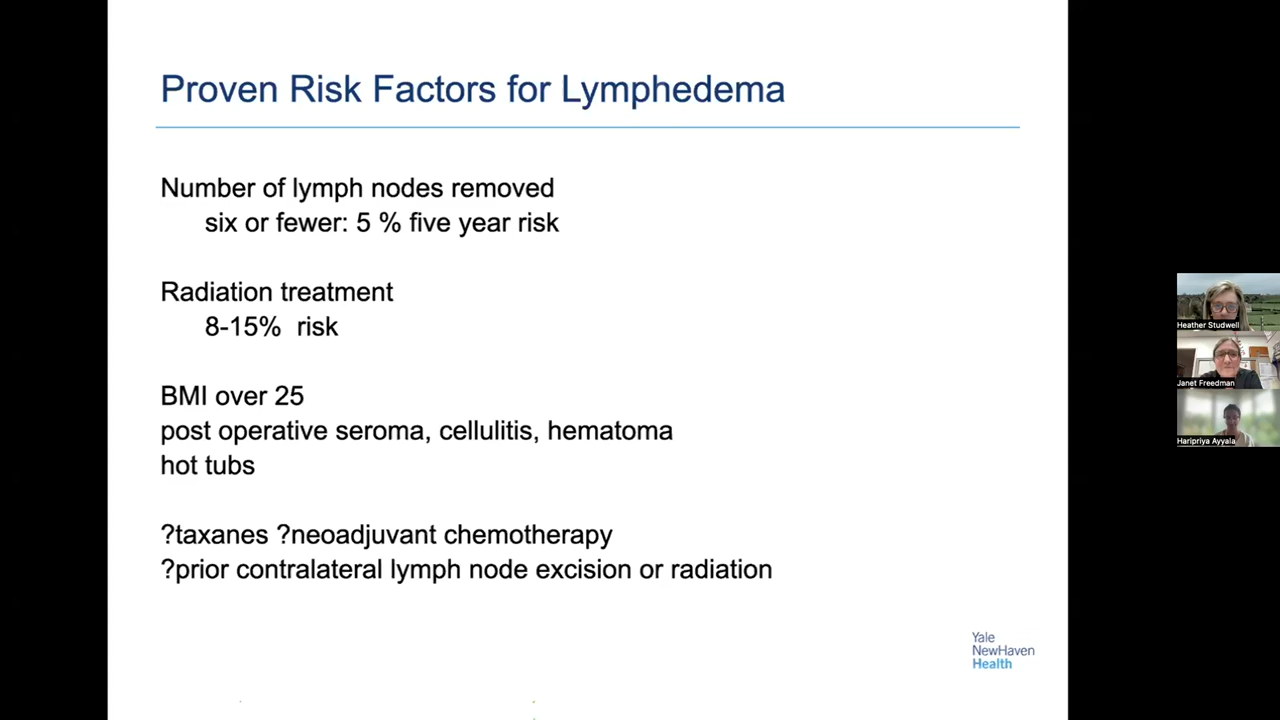 Proven Risk Factors for Lymphedema
Number of lymph nodes removed
six or fewer: 5 % five year risk
Radiation treatment
8-15% risk
BMI over 25
post operative seroma, cellulitis, hematoma
hot tubs
?taxanes ?neoadjuvant chemotherapy
?prior contralateral lymph node excision or radiation
Yale
NewHaven
Health
Heather Studwell
Janet Freedman
Haripriya Ayyala